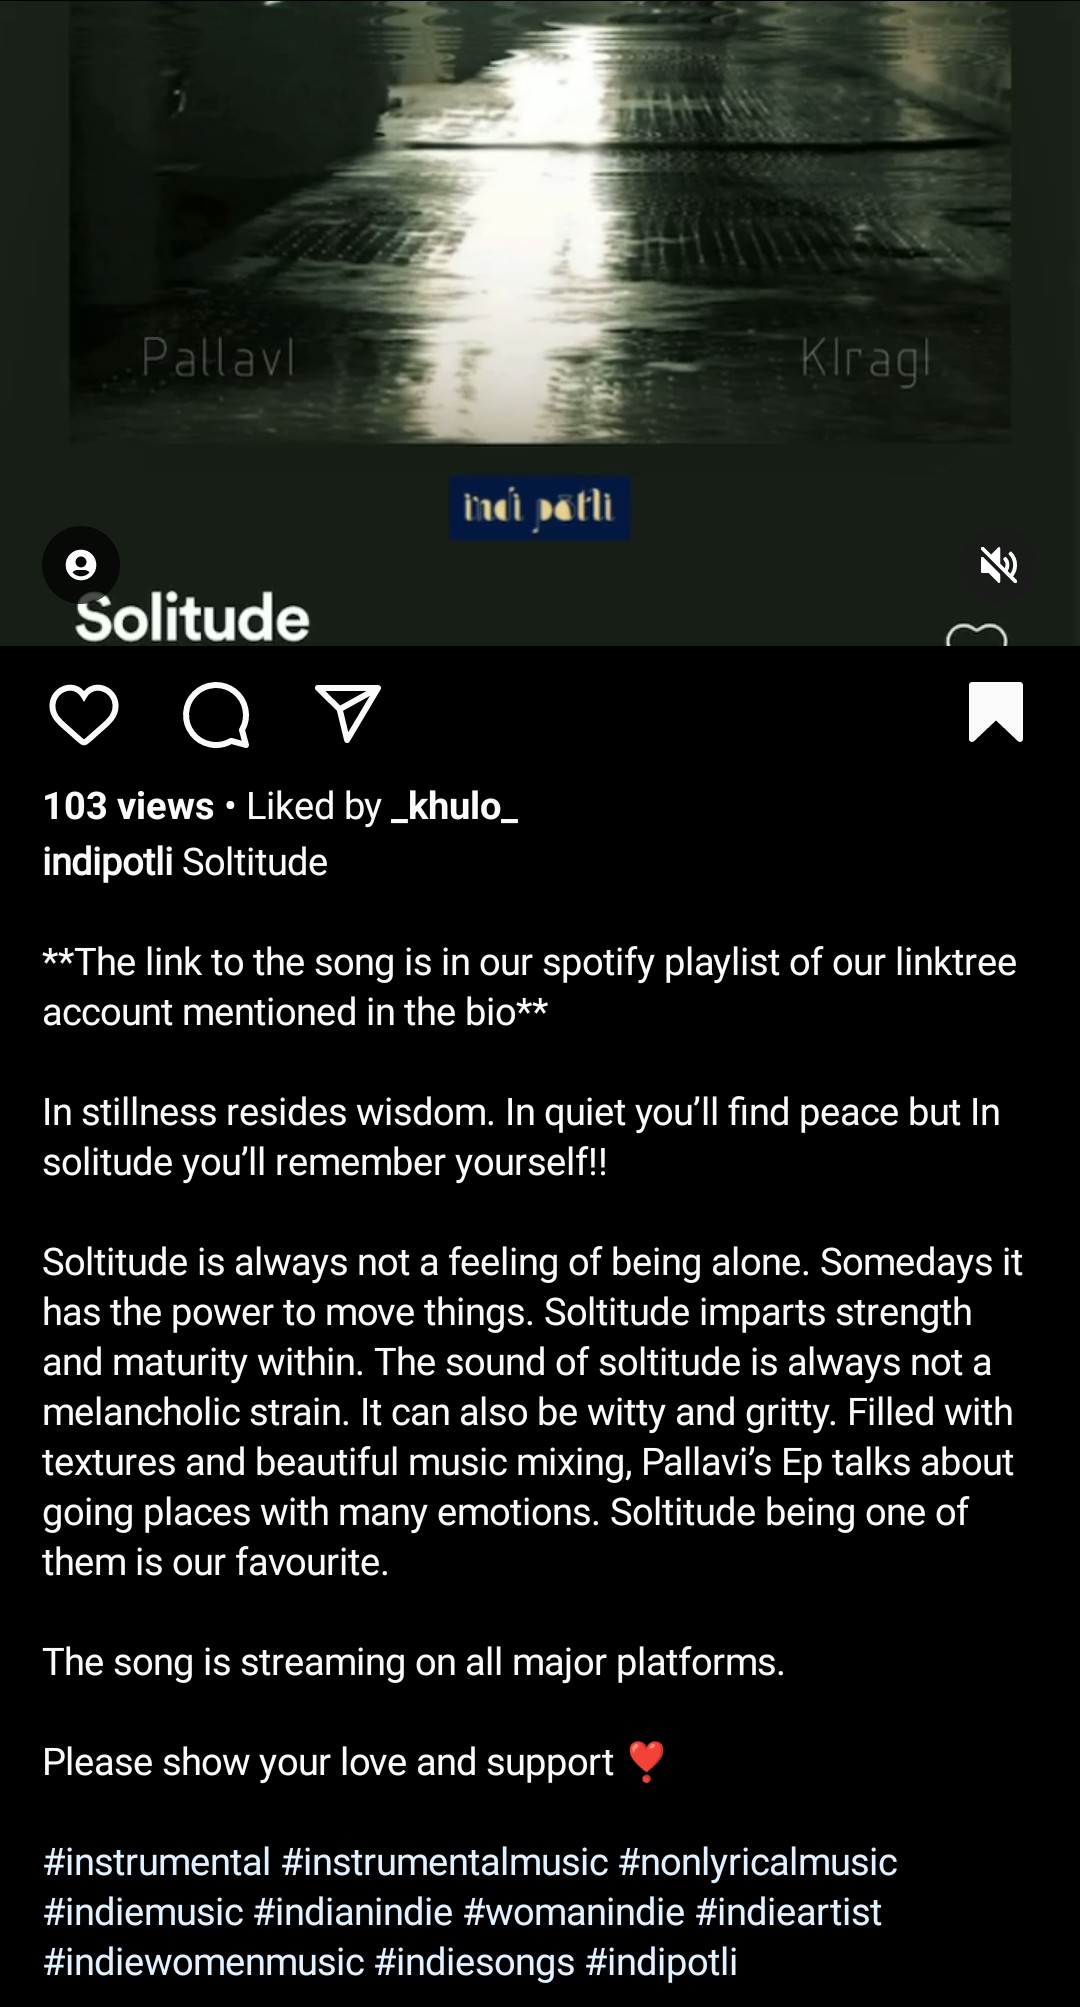 PallavI KIragI
indi potli
Solitude
103 views • Liked by _khulo_
indipotli Soltitude
**The link to the song is in our spotify playlist of our linktree
account mentioned in the bio**
In stillness resides wisdom. In quiet you’ll find peace but In
solitude you’ll remember yourself!!
Soltitude is always not a feeling of being alone. Somedays it
has the power to move things. Soltitude imparts strength
and maturity within. The sound of soltitude is always not a
melancholic strain. It can also be witty and gritty. Filled with
textures and beautiful music mixing, Pallavi’s Ep talks about
going places with many emotions. Soltitude being one of
them is our favourite.
The song is streaming on all major platforms.
Please show your love and support ❣️
#instrumental #instrumentalmusic #nonlyricalmusic
#indiemusic #indianindie #womanindie #indieartist
#indiewomenmusic #indiesongs #indipotli